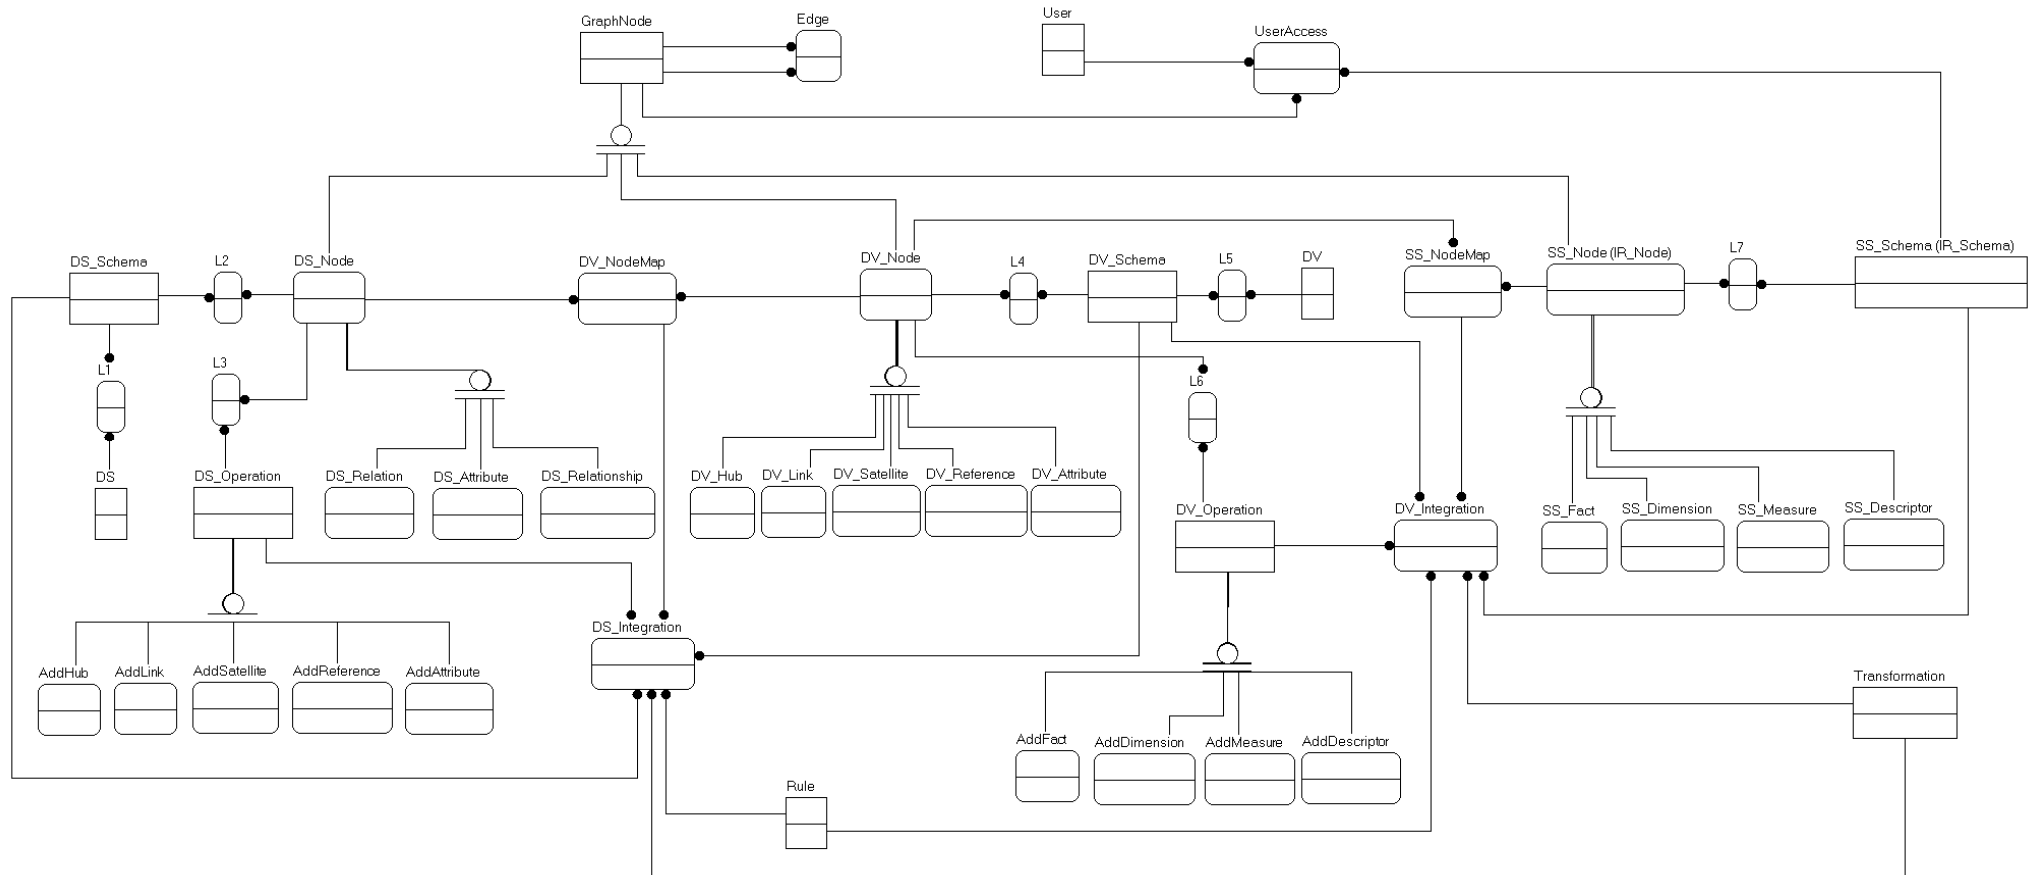 GraphNode
Edge
User
UserAccess
DS_Schema
L2
DS_Node
DV_NodeMap
DV_Node
L4
DV_Schema
L5
DV
SS_NodeMap
SS_Node (IR_Node)
L7
SS_Schema (IR_Schema)
L1
L3
L6
DS
DS_Operation
DS_Relation
DS_Attribute
DS_Relationship
DV_Hub
DV_Link
DV_Satellite
DV_Reference
DV_Attribute
DV_Operation
DV_Integration
SS_Fact
SS_Dimension
SS_Measure
SS_Descriptor
DS_Integration
AddHub
AddLink
AddSatellite
AddReference
AddAttribute
Transformation
AddFact
AddDimension
AddMeasure
AddDescriptor
Rule